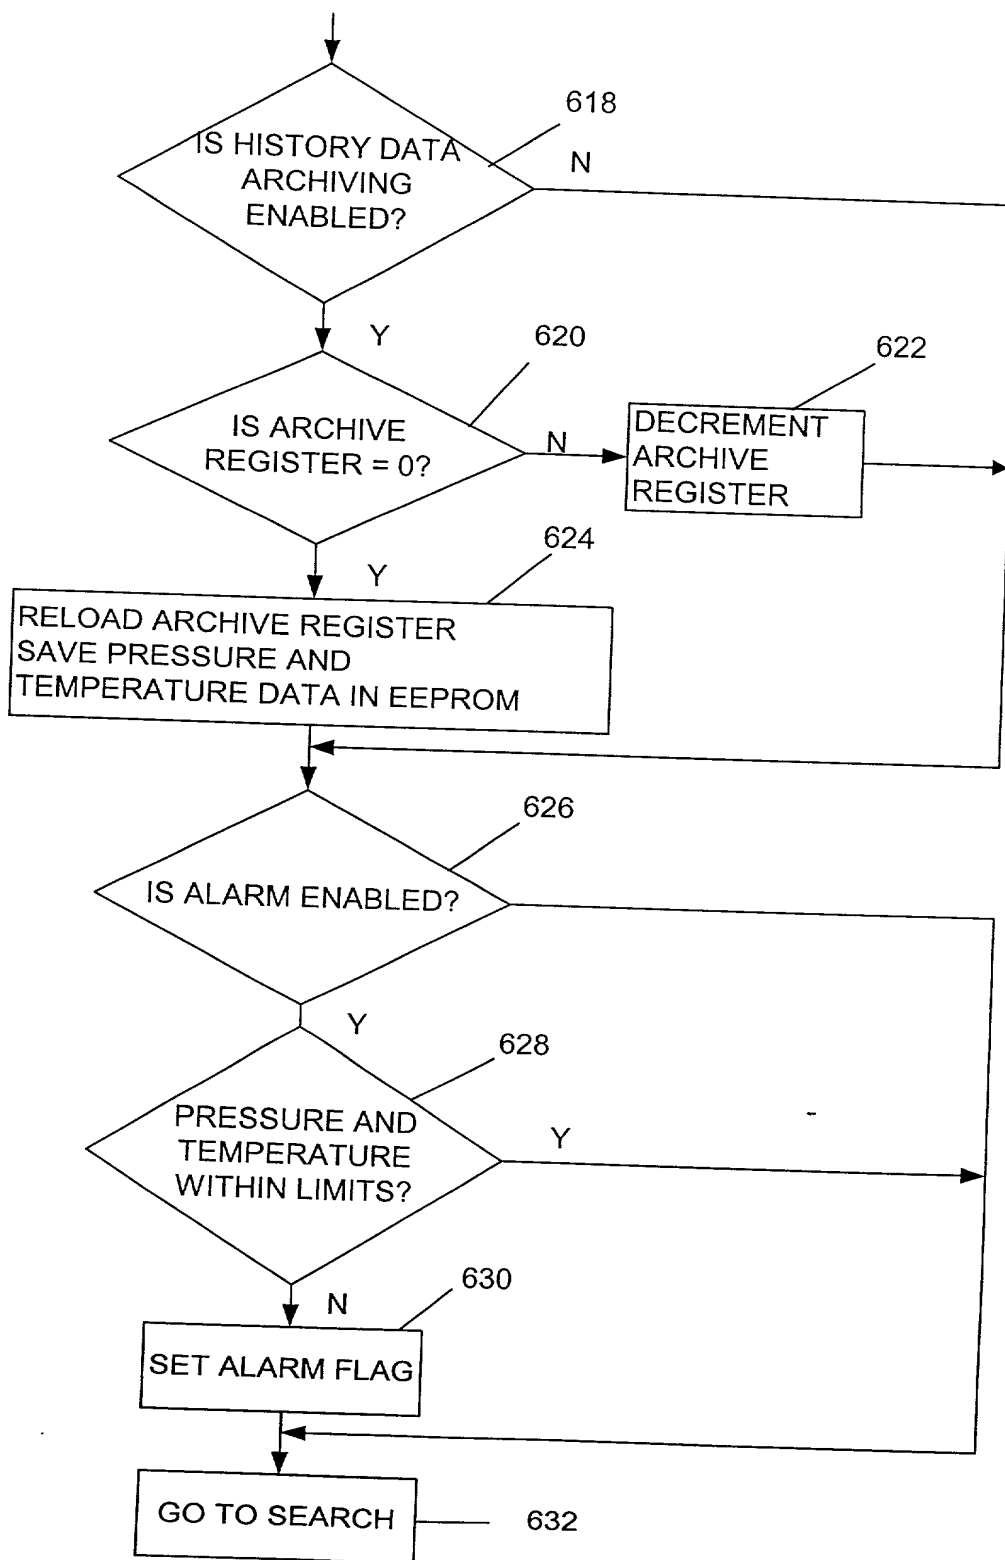 618
IS HISTORY DATA
ARCHIVING
ENABLED?
N
Y
620
IS ARCHIVE
REGISTER = 0?
N
622
DECREMENT
ARCHIVE
REGISTER
Y
624
RELOAD ARCHIVE REGISTER
SAVE PRESSURE AND
TEMPERATURE DATA IN EEPROM
626
IS ALARM ENABLED?
Y
628
PRESSURE AND
TEMPERATURE
WITHIN LIMITS?
Y
N
630
SET ALARM FLAG
GO TO SEARCH
632